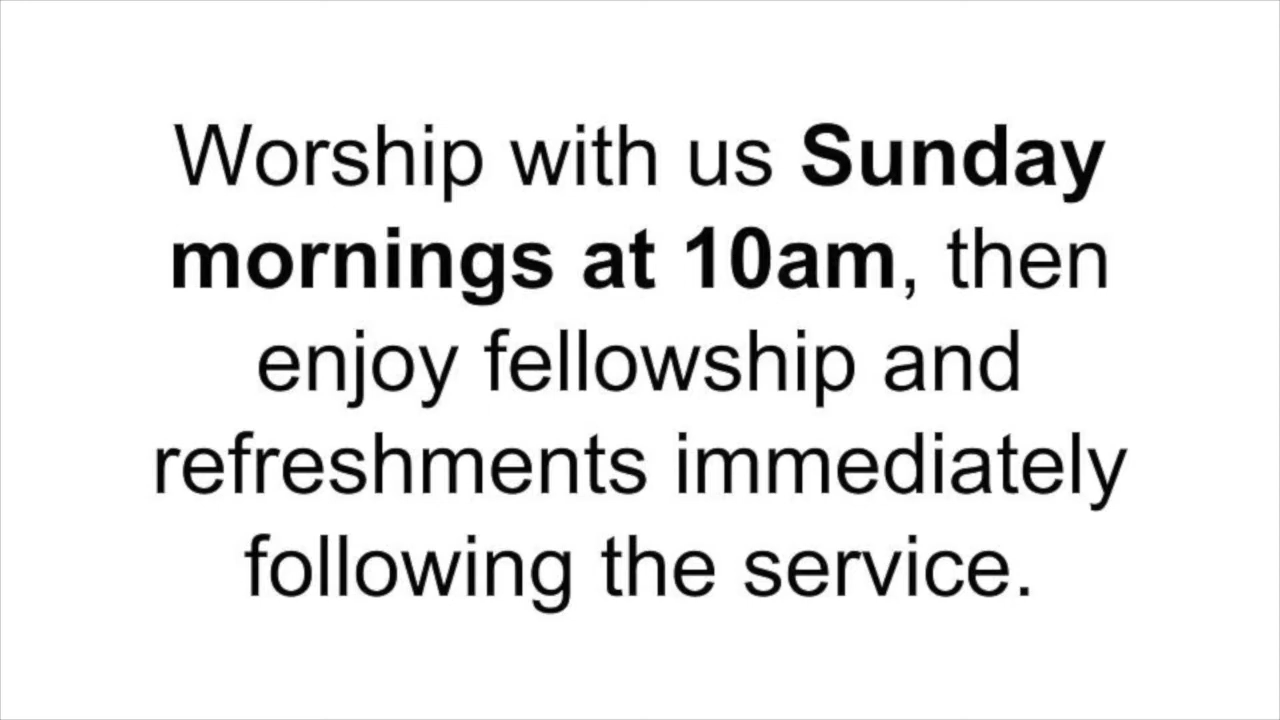 Worship with us Sunday
mornings at 10am, then
enjoy fellowship and
refreshments immediately
following the service.